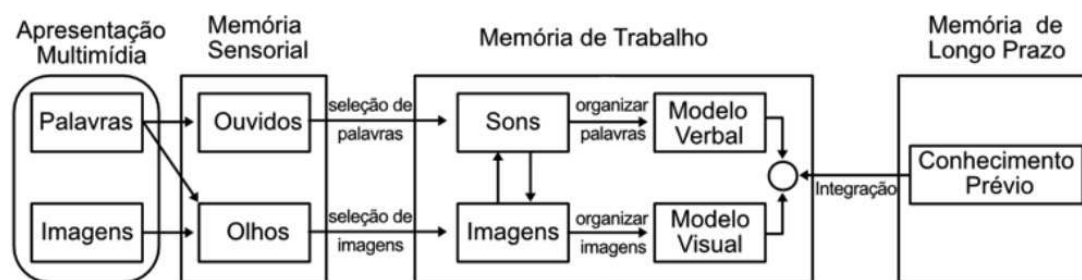 Apresentação
Multimídia
Memória
Sensorial
Memória de Trabalho
Memória de
Longo Prazo
Palavras
Ouvidos
seleção de
palavras
Sons
organizar
palavras
Modelo
Verbal
Conhecimento
Prévio
Integração
Imagens
Olhos
seleção de
imagens
Imagens
organizar
imagens
Modelo
Visual